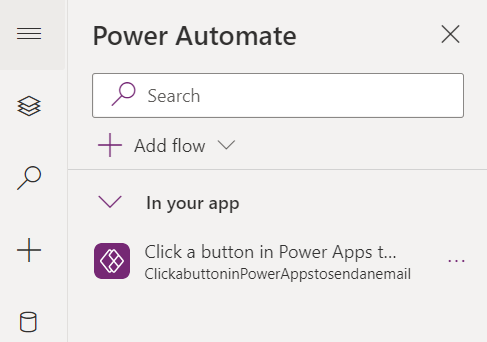 Power Automate
Search
Add flow
In your app
Click a button in Power Apps t...
ClickabuttoninPowerAppstosendanemail